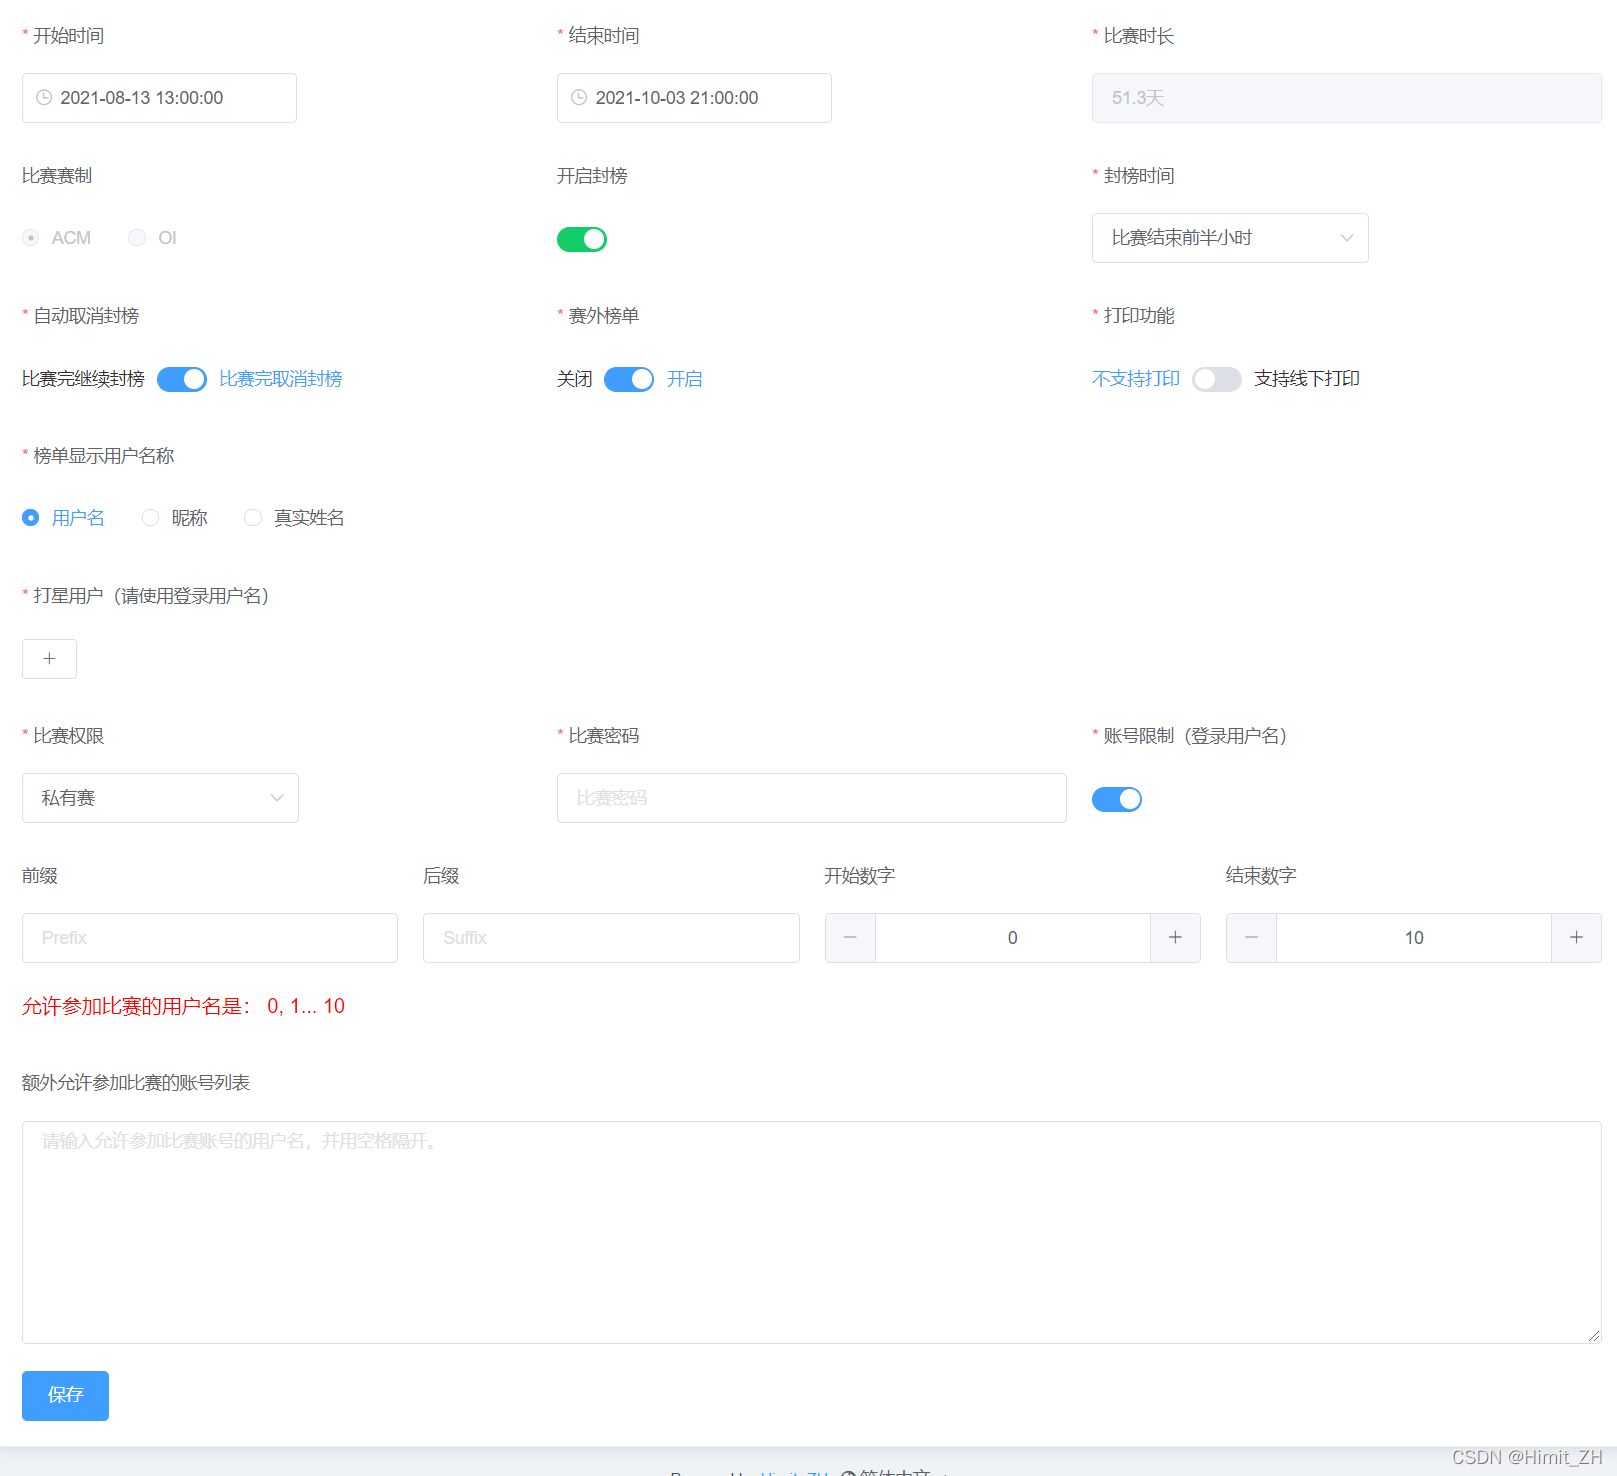 * 开始时间 * 结束时间 * 比赛时长
2021-08-13 13:00:00 2021-10-03 21:00:00 51.3天
比赛赛制 开启封榜 * 封榜时间
ACM OI 比赛结束前半小时
* 自动取消封榜 * 赛外榜单 * 打印功能
比赛完继续封榜 比赛完取消封榜 关闭 开启 不支持打印 支持线下打印
* 榜单显示用户名称
用户名 昵称 真实姓名
* 打星用户（请使用登录用户名）
+
* 比赛权限 * 比赛密码 * 账号限制（登录用户名）
私有赛 比赛密码
前缀 后缀 开始数字 结束数字
Prefix Suffix − 0 + − 10 +
允许参加比赛的用户名是： 0, 1... 10
额外允许参加比赛的账号列表
请输入允许参加比赛账号的用户名，并用空格隔开。
保存
CSDN @Himit_ZH
Himit_ZH 简体中文